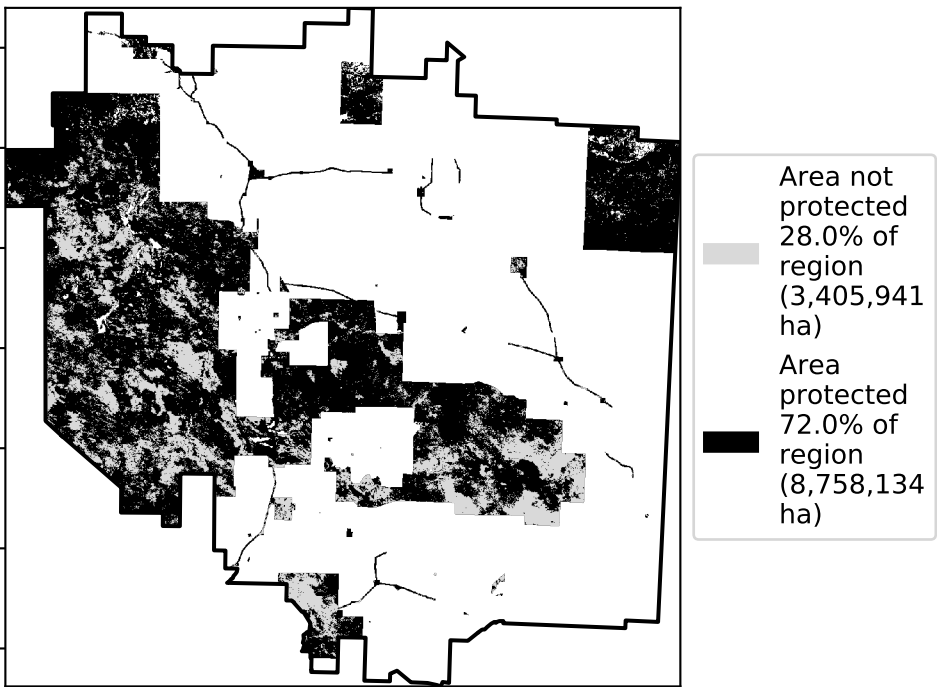 Area not
protected
28.0% of
region
(3,405,941
ha)
Area
protected
72.0% of
region
(8,758,134
ha)